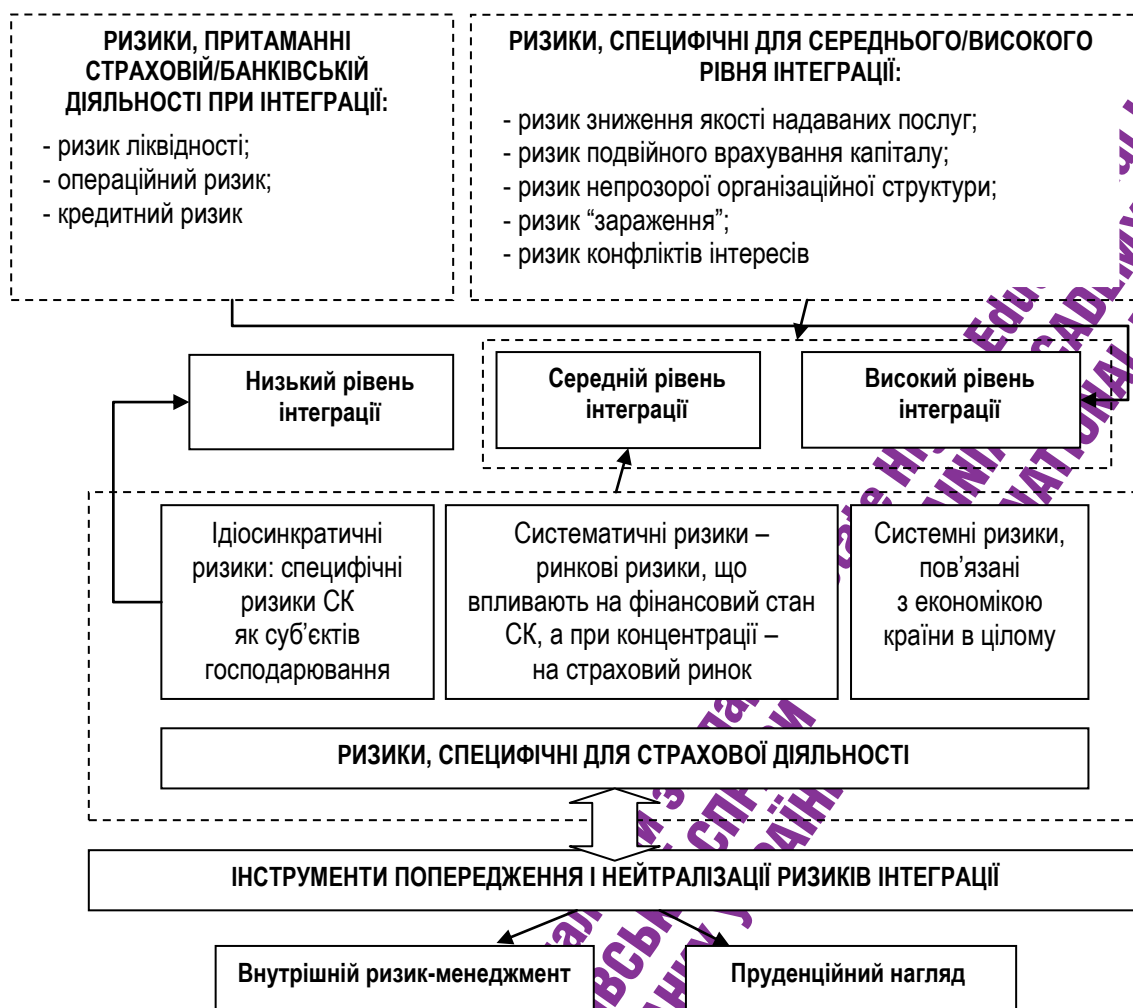 РИЗИКИ, ПРИТАМАННІ
СТРАХОВІЙ/БАНКІВСЬКІЙ
ДІЯЛЬНОСТІ ПРИ ІНТЕГРАЦІЇ:
- ризик ліквідності;
- операційний ризик;
- кредитний ризик
РИЗИКИ, СПЕЦИФІЧНІ ДЛЯ СЕРЕДНЬОГО/ВИСОКОГО
РІВНЯ ІНТЕГРАЦІЇ:
- ризик зниження якості надаваних послуг;
- ризик подвійного врахування капіталу;
- ризик непрозорої організаційної структури;
- ризик “зараження”;
- ризик конфліктів інтересів
Низький рівень
інтеграції
Середній рівень
інтеграції
Високий рівень
інтеграції
Ідіосинкратичні
ризики: специфічні
ризики СК
як суб’єктів
господарювання
Систематичні ризики –
ринкові ризики, що
впливають на фінансовий стан
СК, а при концентрації –
на страховий ринок
Системні ризики,
пов’язані
з економікою
країни в цілому
РИЗИКИ, СПЕЦИФІЧНІ ДЛЯ СТРАХОВОЇ ДІЯЛЬНОСТІ
ІНСТРУМЕНТИ ПОПЕРЕДЖЕННЯ І НЕЙТРАЛІЗАЦІЇ РИЗИКІВ ІНТЕГРАЦІЇ
Внутрішній ризик-менеджмент
Пруденційний нагляд